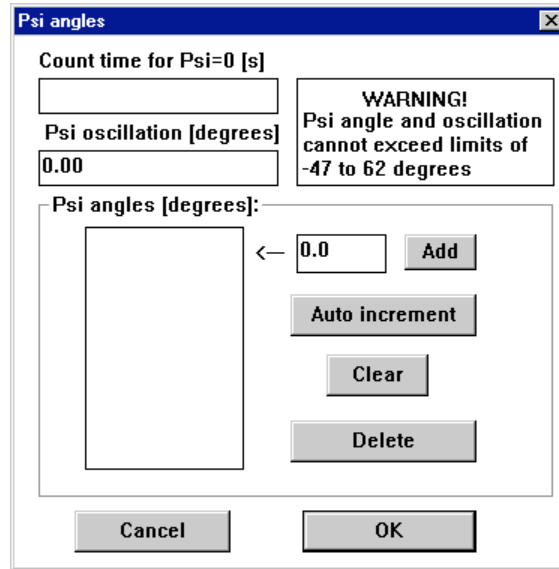 Psi angles
Count time for Psi=0 [s]
WARNING!
Psi angle and oscillation
cannot exceed limits of
-47 to 62 degrees
Psi oscillation [degrees]
0.00
Psi angles [degrees]:
<– 0.0 Add
Auto increment
Clear
Delete
Cancel OK